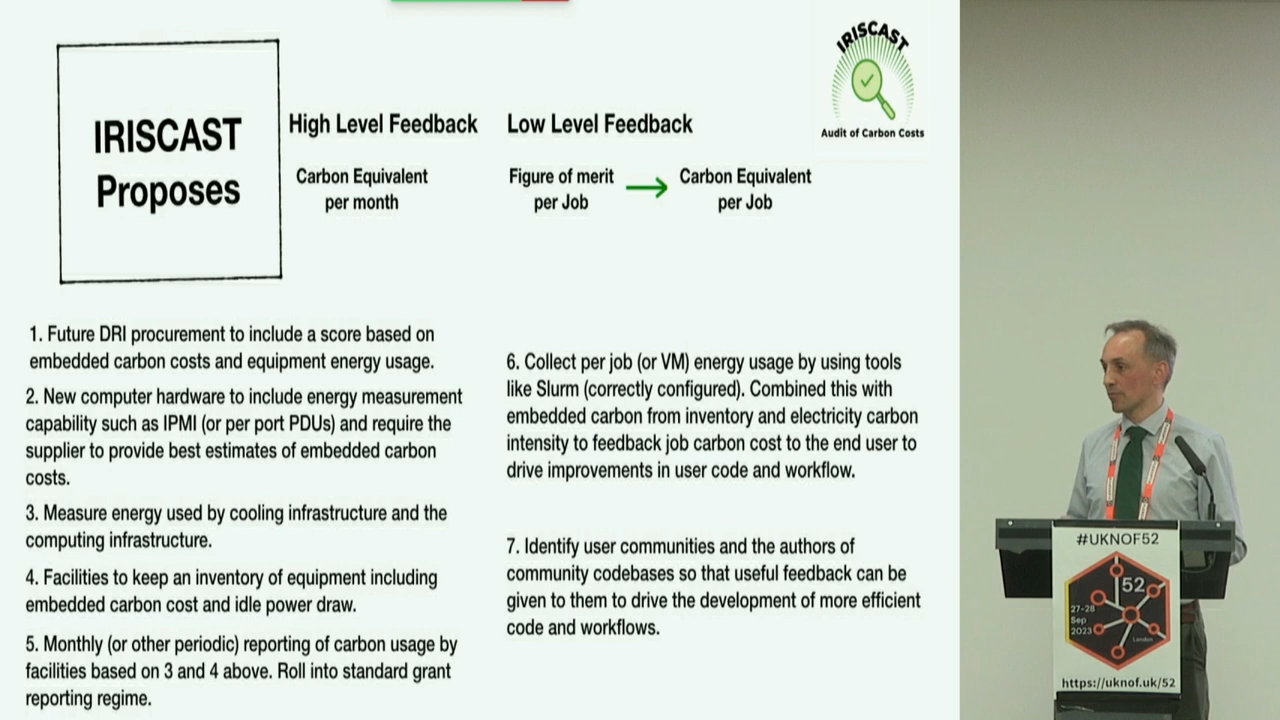 IRISCAST
Proposes
High Level Feedback
Carbon Equivalent
per month
Low Level Feedback
Figure of merit
per Job
Carbon Equivalent
per Job
IRISCAST
Audit of Carbon Costs
1. Future DRI procurement to include a score based on
embedded carbon costs and equipment energy usage.
2. New computer hardware to include energy measurement
capability such as IPMI (or per port PDUs) and require the
supplier to provide best estimates of embedded carbon
costs.
3. Measure energy used by cooling infrastructure and the
computing infrastructure.
4. Facilities to keep an inventory of equipment including
embedded carbon cost and idle power draw.
5. Monthly (or other periodic) reporting of carbon usage by
facilities based on 3 and 4 above. Roll into standard grant
reporting regime.
6. Collect per job (or VM) energy usage by using tools
like Slurm (correctly configured). Combined this with
embedded carbon from inventory and electricity carbon
intensity to feedback job carbon cost to the end user to
drive improvements in user code and workflow.
7. Identify user communities and the authors of
community codebases so that useful feedback can be
given to them to drive the development of more efficient
code and workflows.
#UKNOF52
52
27-28
Sep
2023
London
https://uknof.uk/52